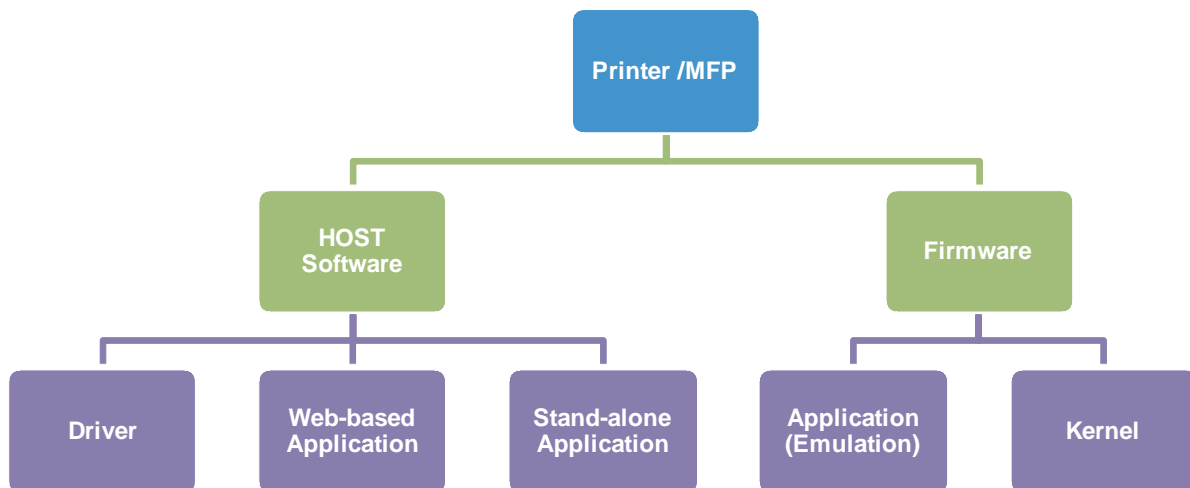 Printer /MFP
HOST
Software
Firmware
Driver
Web-based
Application
Stand-alone
Application
Application
(Emulation)
Kernel